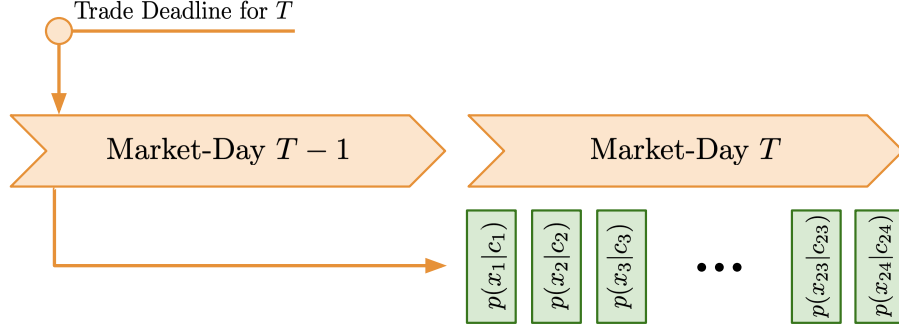 Trade Deadline for T
Market-Day T − 1
Market-Day T
p(x₁|c₁)
p(x₂|c₂)
p(x₃|c₃)
•••
p(x₂₃|c₂₃)
p(x₂₄|c₂₄)